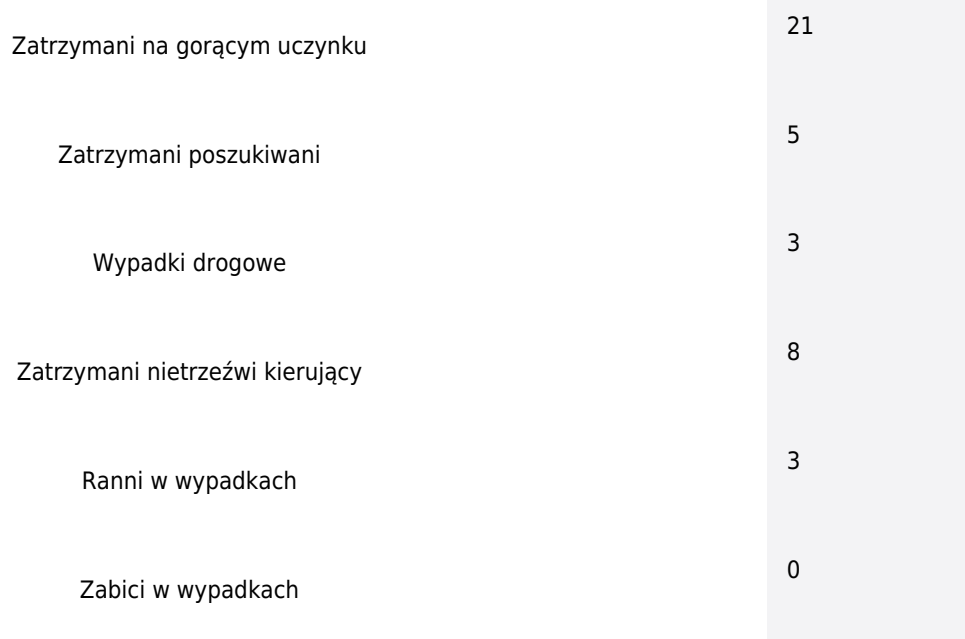 Zatrzymani na gorącym uczynku 21
Zatrzymani poszukiwani 5
Wypadki drogowe 3
Zatrzymani nietrzeźwi kierujący 8
Ranni w wypadkach 3
Zabici w wypadkach 0